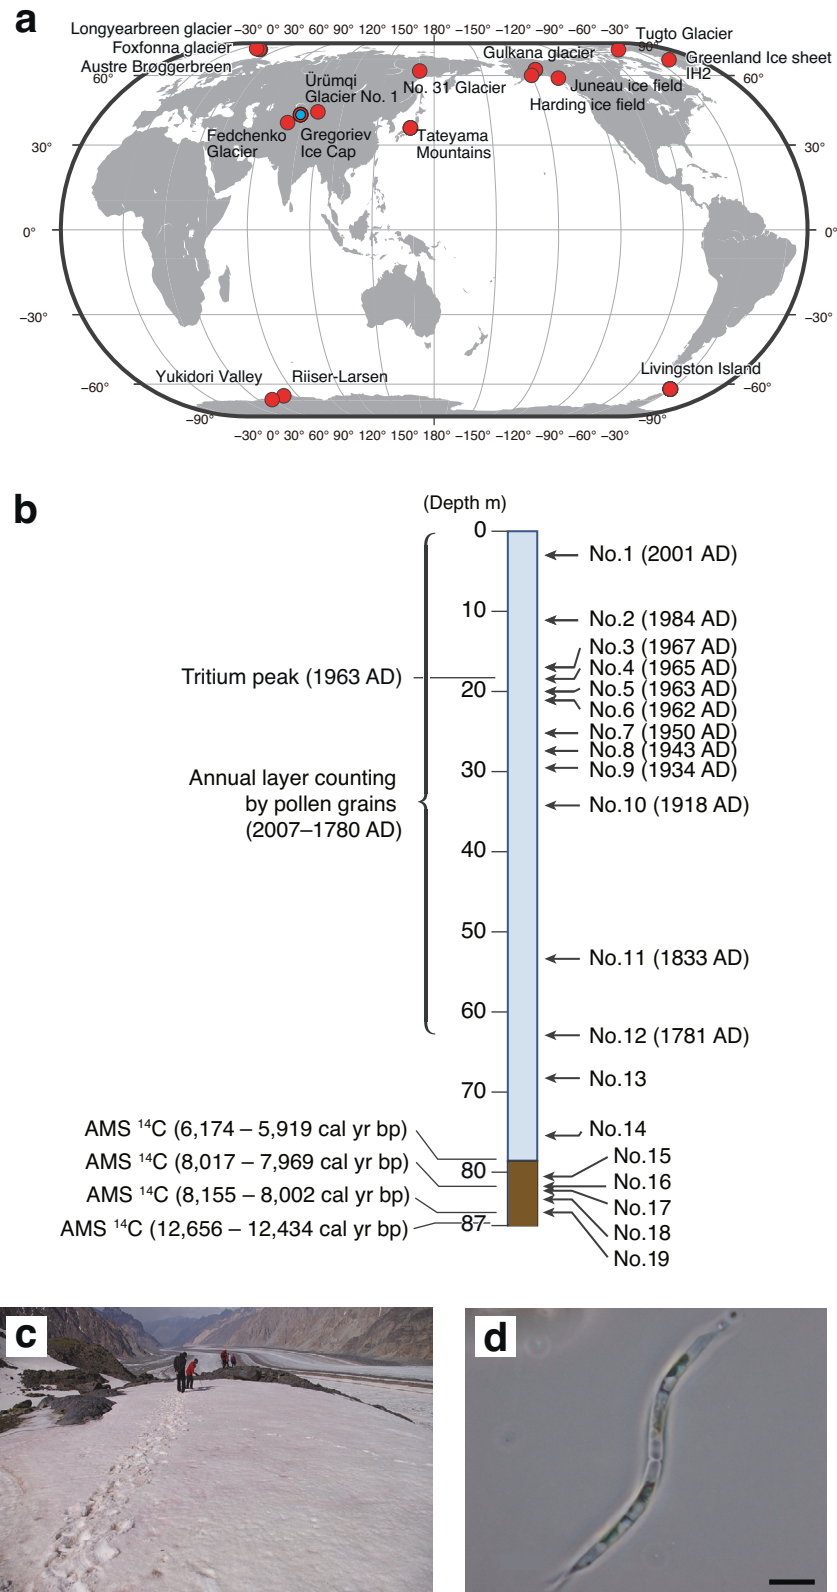 a
Longyearbreen glacier
Foxfonna glacier
Austre Brøggerbreen
−30° 0° 30° 60° 90° 120° 150° 180° −150° −120° −90° −60° −30°
Tugto Glacier
90°
Gulkana glacier
Greenland Ice sheet
IH2
60°
60°
Ürümqi
Glacier No. 1
No. 31 Glacier
Juneau ice field
Harding ice field
Fedchenko
Glacier
Gregoriev
Ice Cap
Tateyama
Mountains
30°
30°
0°
0°
−30°
−30°
Yukidori Valley
Riiser-Larsen
Livingston Island
−60°
−60°
−90°
−90°
−30° 0° 30° 60° 90° 120° 150° 180° −150° −120° −90° −60° −30°
b
(Depth m)
0
No.1 (2001 AD)
10
No.2 (1984 AD)
No.3 (1967 AD)
No.4 (1965 AD)
Tritium peak (1963 AD)
20
No.5 (1963 AD)
No.6 (1962 AD)
No.7 (1950 AD)
No.8 (1943 AD)
30
No.9 (1934 AD)
Annual layer counting
by pollen grains
(2007–1780 AD)
No.10 (1918 AD)
40
50
No.11 (1833 AD)
60
No.12 (1781 AD)
No.13
70
AMS ¹⁴C (6,174 – 5,919 cal yr bp)
No.14
No.15
AMS ¹⁴C (8,017 – 7,969 cal yr bp)
80
No.16
AMS ¹⁴C (8,155 – 8,002 cal yr bp)
No.17
AMS ¹⁴C (12,656 – 12,434 cal yr bp)
87
No.18
No.19
c
d